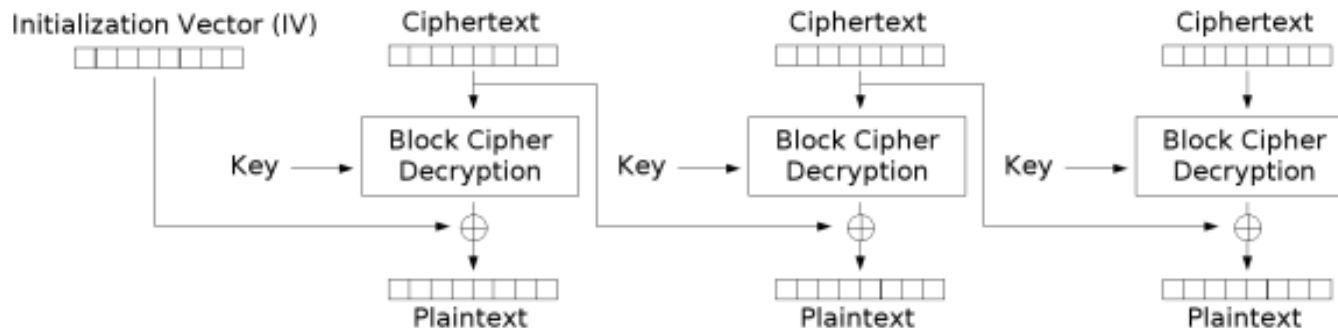 Initialization Vector (IV)
Ciphertext
Ciphertext
Ciphertext
Key
Block Cipher
Decryption
Key
Block Cipher
Decryption
Key
Block Cipher
Decryption
Plaintext
Plaintext
Plaintext